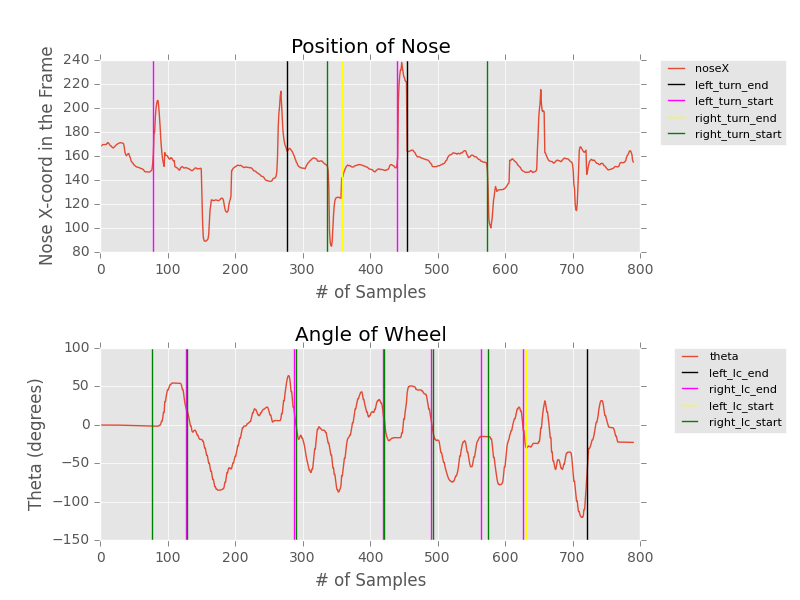 Position of Nose
240
220
200
180
160
140
120
100
80
Nose X-coord in the Frame
0 100 200 300 400 500 600 700 800
# of Samples
noseX
left_turn_end
left_turn_start
right_turn_end
right_turn_start
Angle of Wheel
100
50
0
−50
−100
−150
Theta (degrees)
0 100 200 300 400 500 600 700 800
# of Samples
theta
left_lc_end
right_lc_end
left_lc_start
right_lc_start